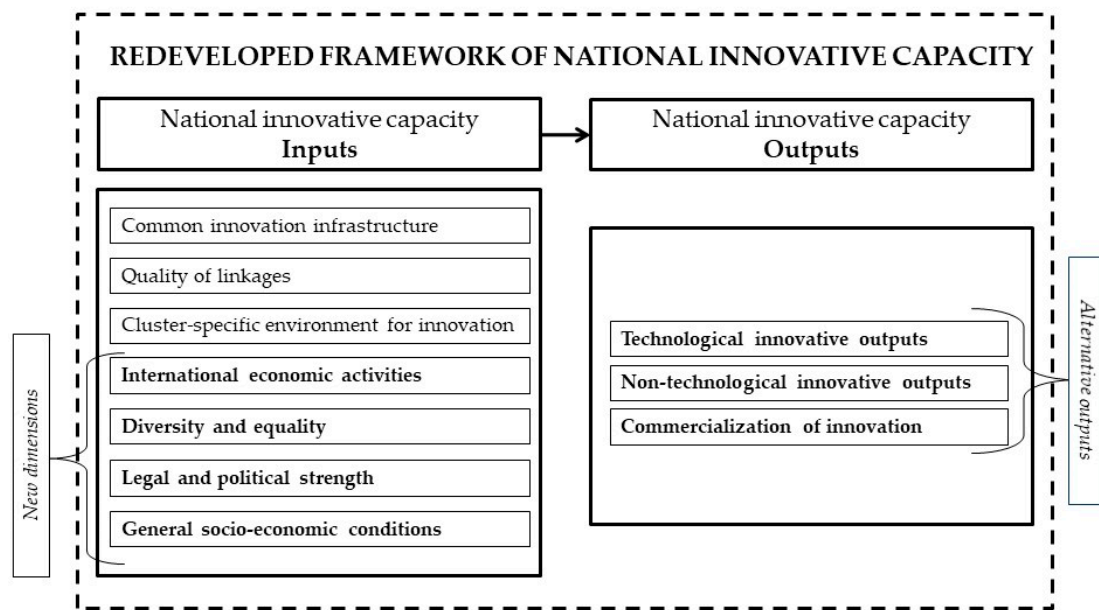 REDEVELOPED FRAMEWORK OF NATIONAL INNOVATIVE CAPACITY
National innovative capacity
Inputs
National innovative capacity
Outputs
Common innovation infrastructure
Quality of linkages
Cluster-specific environment for innovation
International economic activities
Diversity and equality
Legal and political strength
General socio-economic conditions
New dimensions
Technological innovative outputs
Non-technological innovative outputs
Commercialization of innovation
Alternative
outputs